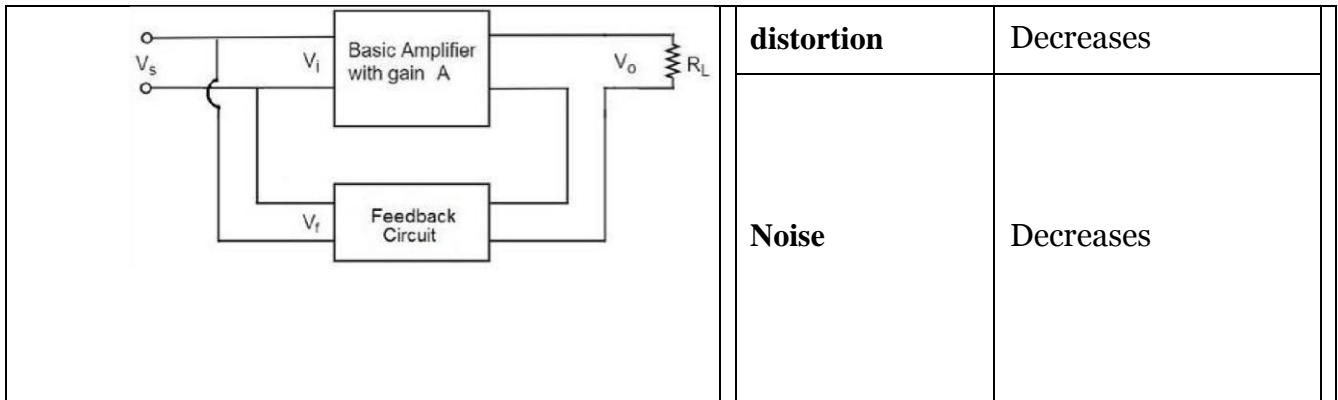 Basic Amplifier
with gain A
Vs
Vi
Vo
RL
Feedback
Circuit
Vf
distortion
Decreases
Noise
Decreases